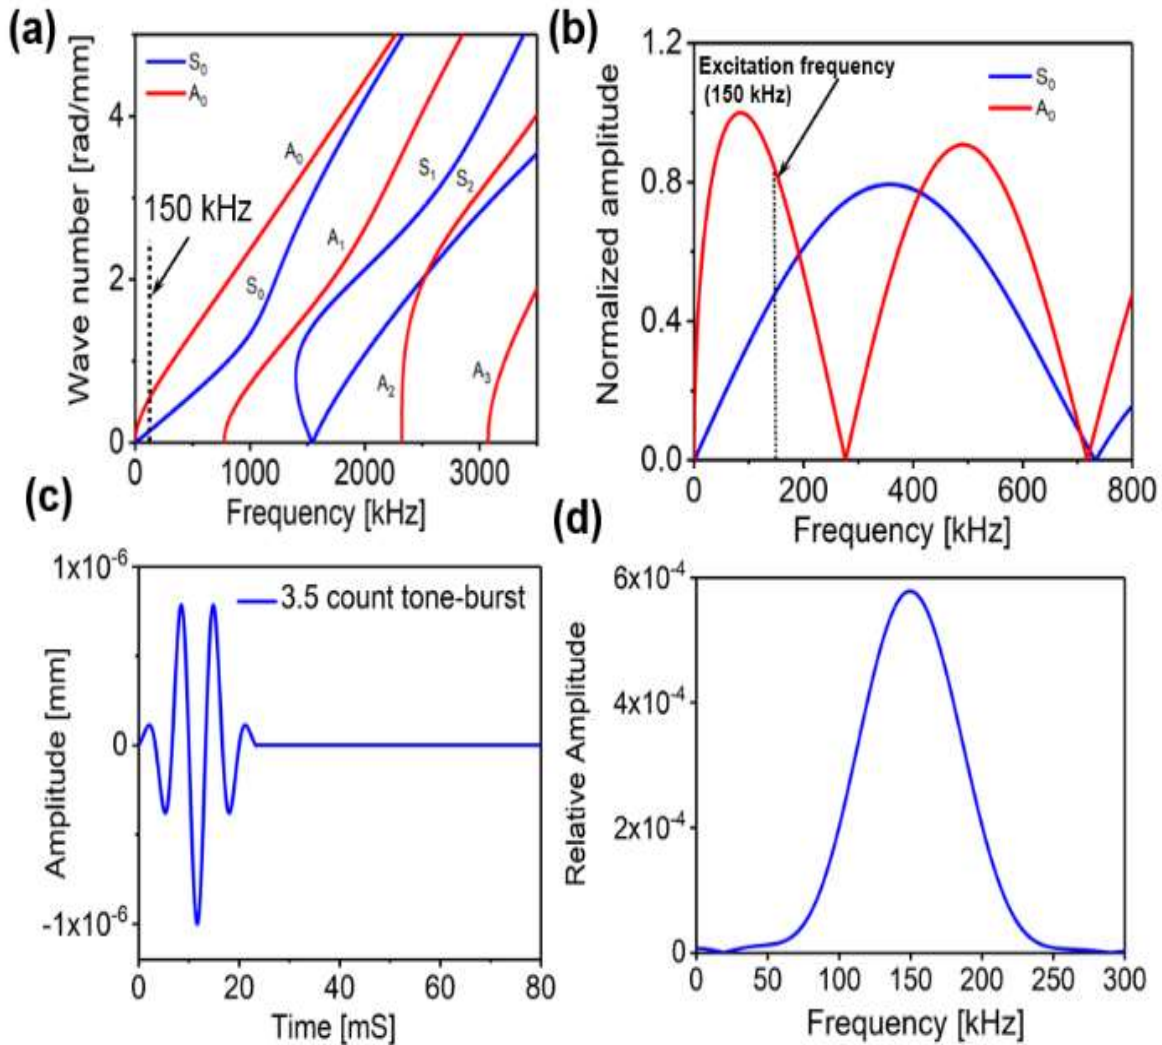 (a)
Wave number [rad/mm]
4
2
0
S₀
A₀
150 kHz
A₀
S₀
A₁
S₁
S₂
A₂
A₃
0 1000 2000 3000
Frequency [kHz]
(b)
Normalized amplitude
1.2
0.8
0.4
0.0
Excitation frequency
(150 kHz)
S₀
A₀
0 200 400 600 800
Frequency [kHz]
(c)
Amplitude [mm]
1x10⁻⁶
0
-1x10⁻⁶
3.5 count tone-burst
0 20 40 60 80
Time [mS]
(d)
Relative Amplitude
6x10⁻⁴
4x10⁻⁴
2x10⁻⁴
0
0 50 100 150 200 250 300
Frequency [kHz]